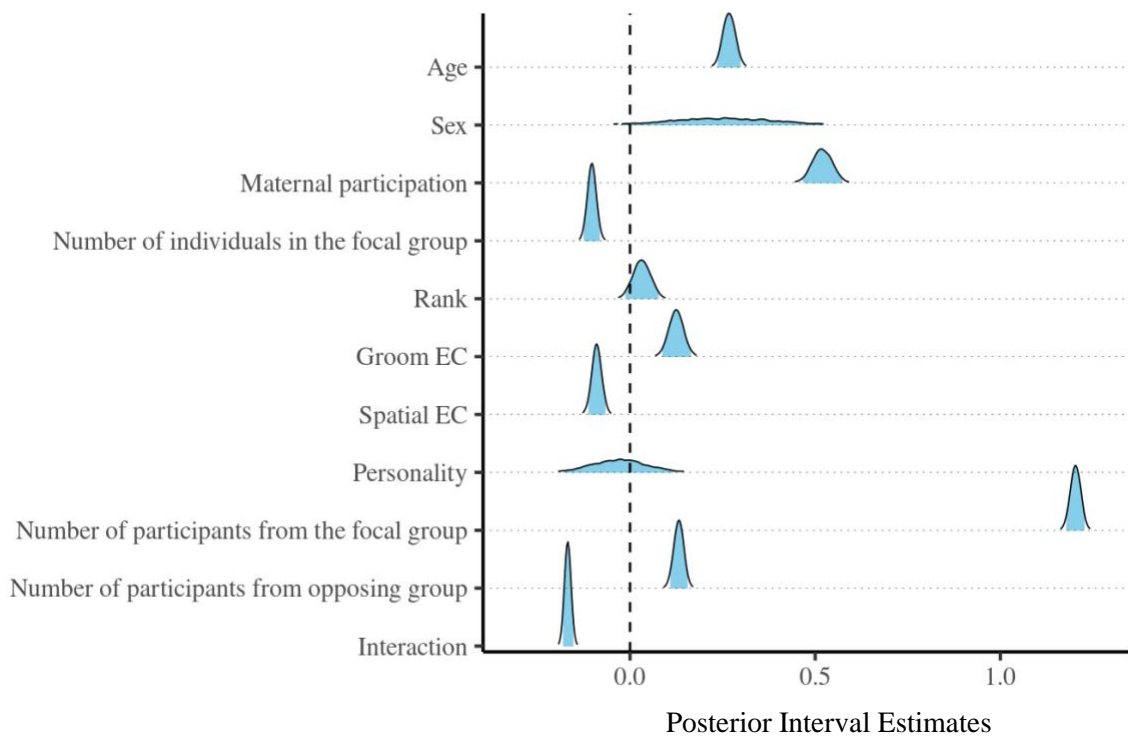 Age
Sex
Maternal participation
Number of individuals in the focal group
Rank
Groom EC
Spatial EC
Personality
Number of participants from the focal group
Number of participants from opposing group
Interaction
0.0 0.5 1.0
Posterior Interval Estimates